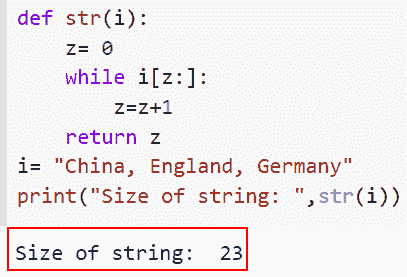 def str(i):
    z= 0
    while i[z:]:
        z=z+1
    return z
i= "China, England, Germany"
print("Size of string: ",str(i))
Size of string:  23